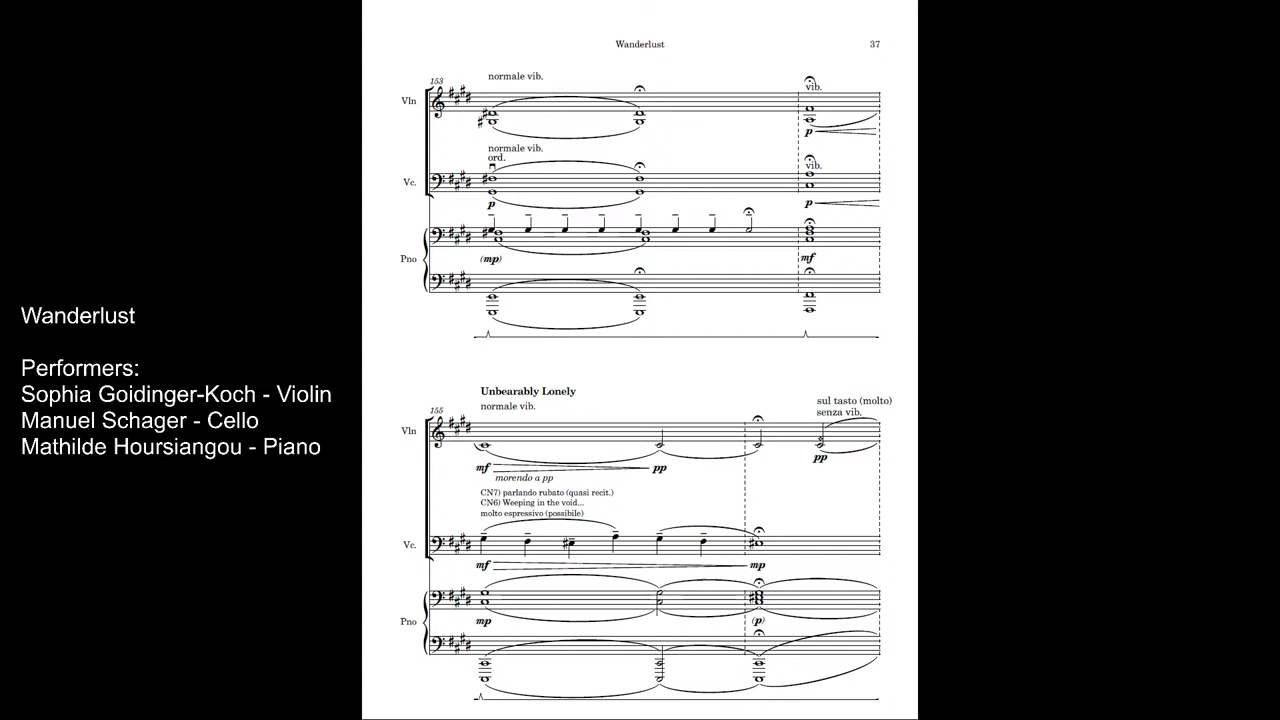 Wanderlust
Performers:
Sophia Goidinger-Koch - Violin
Manuel Schager - Cello
Mathilde Hoursiangou - Piano
Wanderlust
37
153
normale vib.
vib.
Vln
p
normale vib.
ord.
vib.
Vc.
p
p
Pno
(mp)
mf
Unbearably Lonely
155
normale vib.
sul tasto (molto)
senza vib.
Vln
mf
pp
pp
morendo a pp
CN7) parlando rubato (quasi recit.)
CN6) Weeping in the void...
molto espressivo (possibile)
Vc.
mf
mp
Pno
mp
(p)